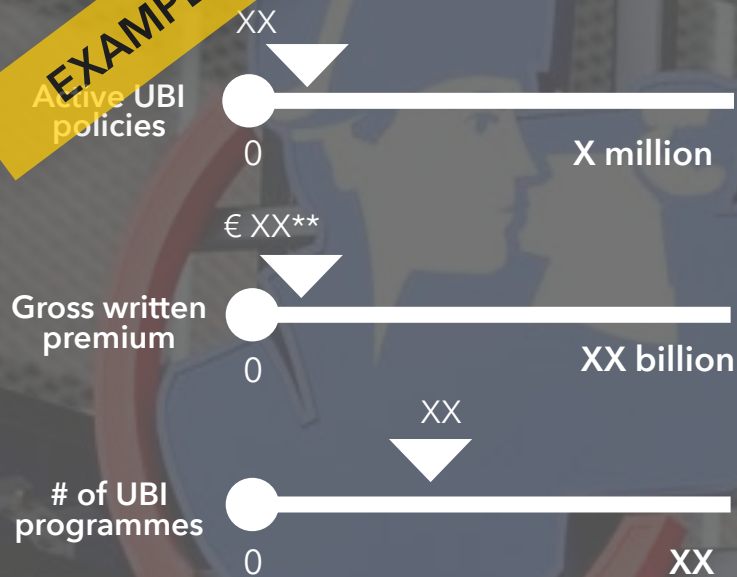 EXAMPLE
XX
Active UBI
policies
0
X million
€ XX**
Gross written
premium
0
XX billion
XX
# of UBI
programmes
0
XX